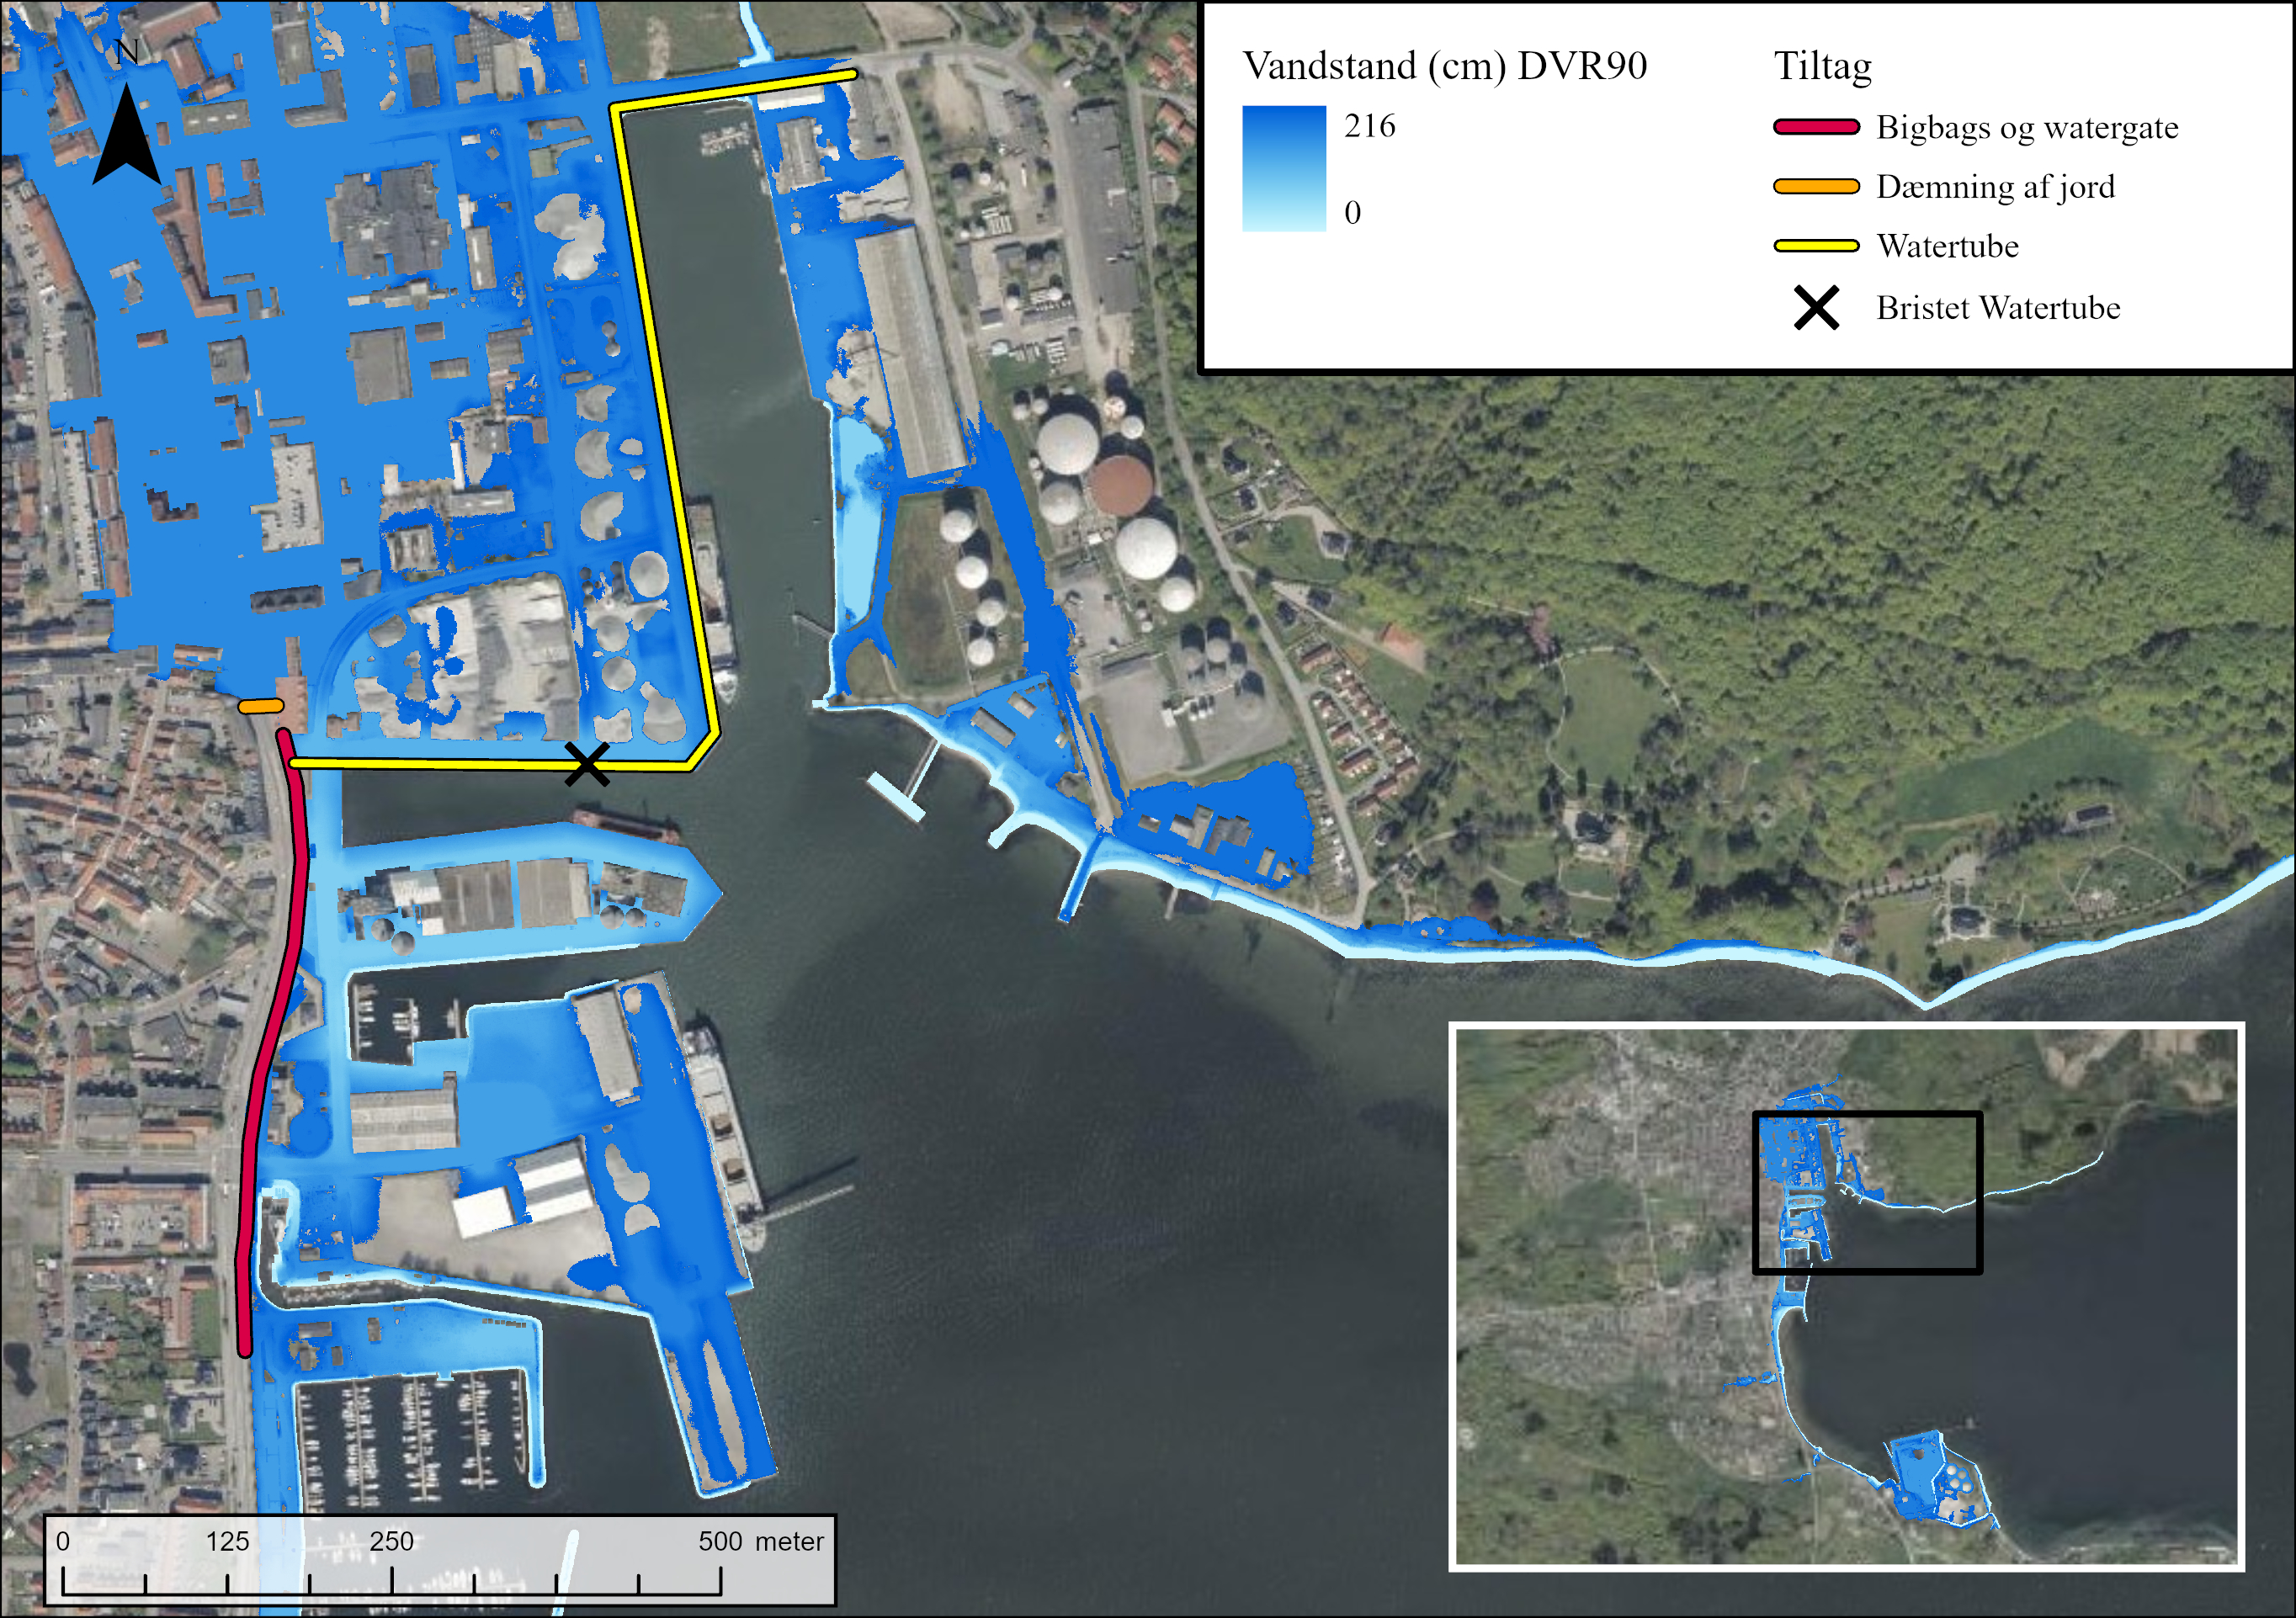 N
Vandstand (cm) DVR90
216
0
Tiltag
Bigbags og watergate
Dæmning af jord
Watertube
Bristet Watertube
0 125 250 500 meter